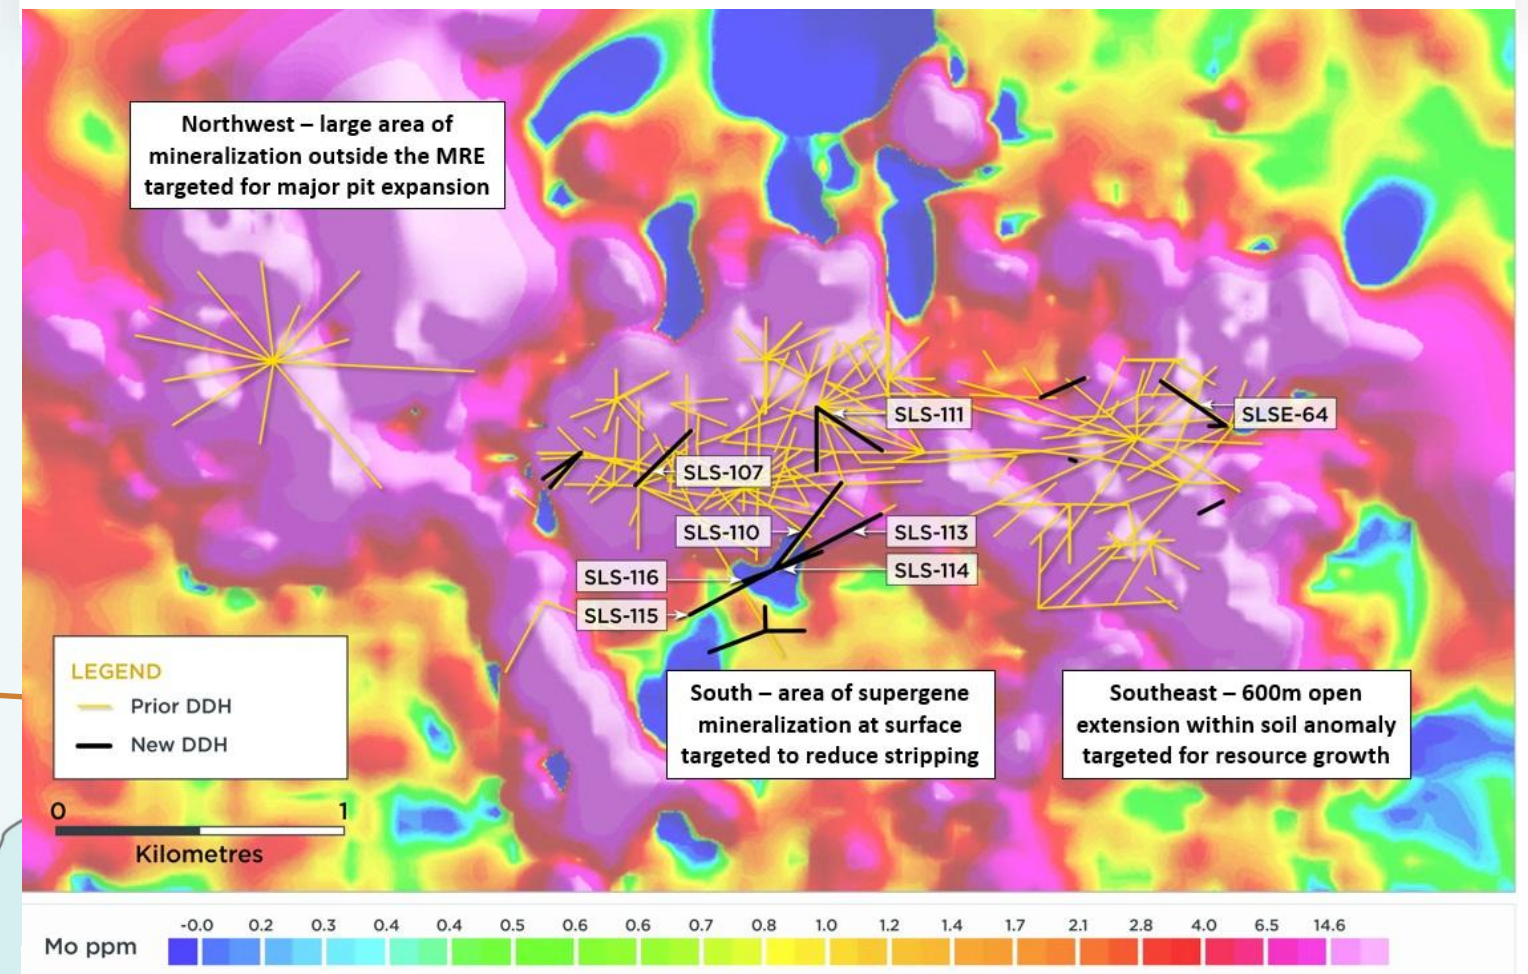 Northwest – large area of
mineralization outside the MRE
targeted for major pit expansion
SLS-111
SLSE-64
SLS-107
SLS-110
SLS-113
SLS-116
SLS-114
SLS-115
LEGEND
Prior DDH
New DDH
South – area of supergene
mineralization at surface
targeted to reduce stripping
Southeast – 600m open
extension within soil anomaly
targeted for resource growth
0 1
Kilometres
-0.0 0.2 0.3 0.4 0.4 0.5 0.6 0.6 0.7 0.8 1.0 1.2 1.4 1.7 2.1 2.8 4.0 6.5 14.6
Mo ppm